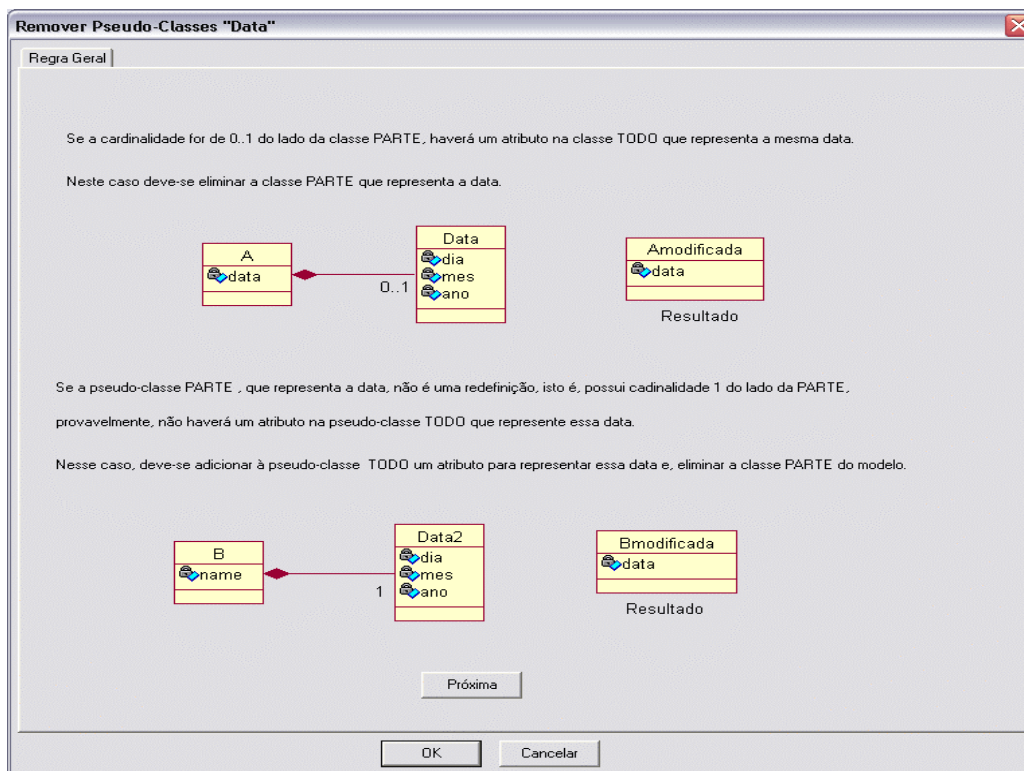 Remover Pseudo-Classes "Data"
Regra Geral
Se a cardinalidade for de 0..1 do lado da classe PARTE, haverá um atributo na classe TODO que representa a mesma data.
Neste caso deve-se eliminar a classe PARTE que representa a data.
A
data
0..1
Data
dia
mes
ano
Amodificada
data
Resultado
Se a pseudo-classe PARTE , que representa a data, não é uma redefinição, isto é, possui cadinalidade 1 do lado da PARTE,
provavelmente, não haverá um atributo na pseudo-classe TODO que represente essa data.
Nesse caso, deve-se adicionar à pseudo-classe TODO um atributo para representar essa data e, eliminar a classe PARTE do modelo.
B
name
1
Data2
dia
mes
ano
Bmodificada
data
Resultado
Próxima
OK
Cancelar